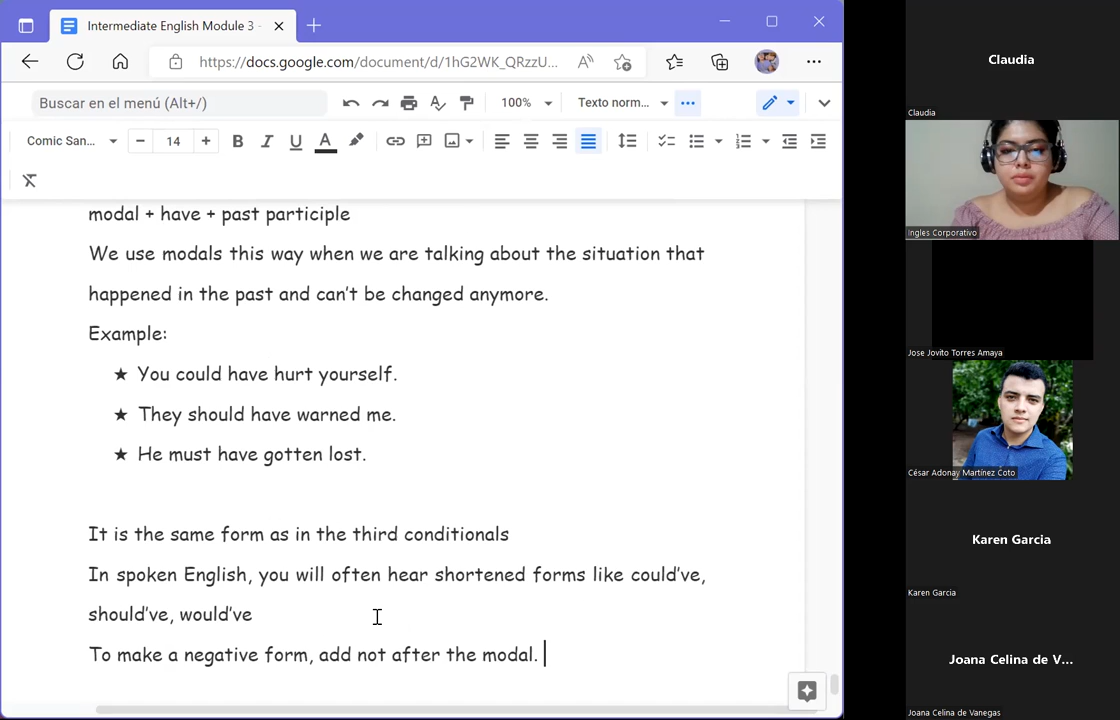 Intermediate English Module 3 -
https://docs.google.com/document/d/1hG2WK_QRzzU...
Buscar en el menú (Alt+/)
100%
Texto norm...
Comic San...
14
modal + have + past participle
We use modals this way when we are talking about the situation that
happened in the past and can't be changed anymore.
Example:
★ You could have hurt yourself.
★ They should have warned me.
★ He must have gotten lost.
It is the same form as in the third conditionals
In spoken English, you will often hear shortened forms like could've,
should've, would've
To make a negative form, add not after the modal.
Claudia
Claudia
Ingles Corporativo
Jose Jovito Torres Amaya
César Adonay Martínez Coto
Karen Garcia
Karen Garcia
Joana Celina de V...
Joana Celina de Vanegas